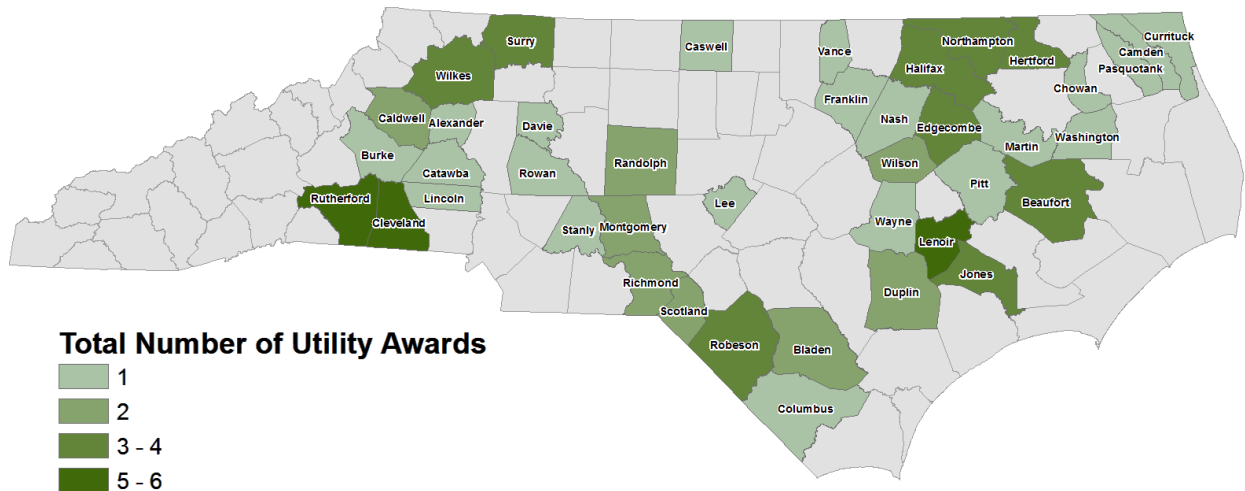 Surry
Caswell
Vance
Northampton
Hertford
Currituck
Camden
Pasquotank
Wilkes
Halifax
Chowan
Caldwell
Alexander
Davie
Franklin
Nash
Edgecombe
Martin
Washington
Burke
Catawba
Rowan
Randolph
Wilson
Pitt
Rutherford
Lincoln
Cleveland
Lee
Beaufort
Stanly
Montgomery
Wayne
Lenoir
Jones
Richmond
Scotland
Duplin
Robeson
Bladen
Columbus
Total Number of Utility Awards
1
2
3 - 4
5 - 6